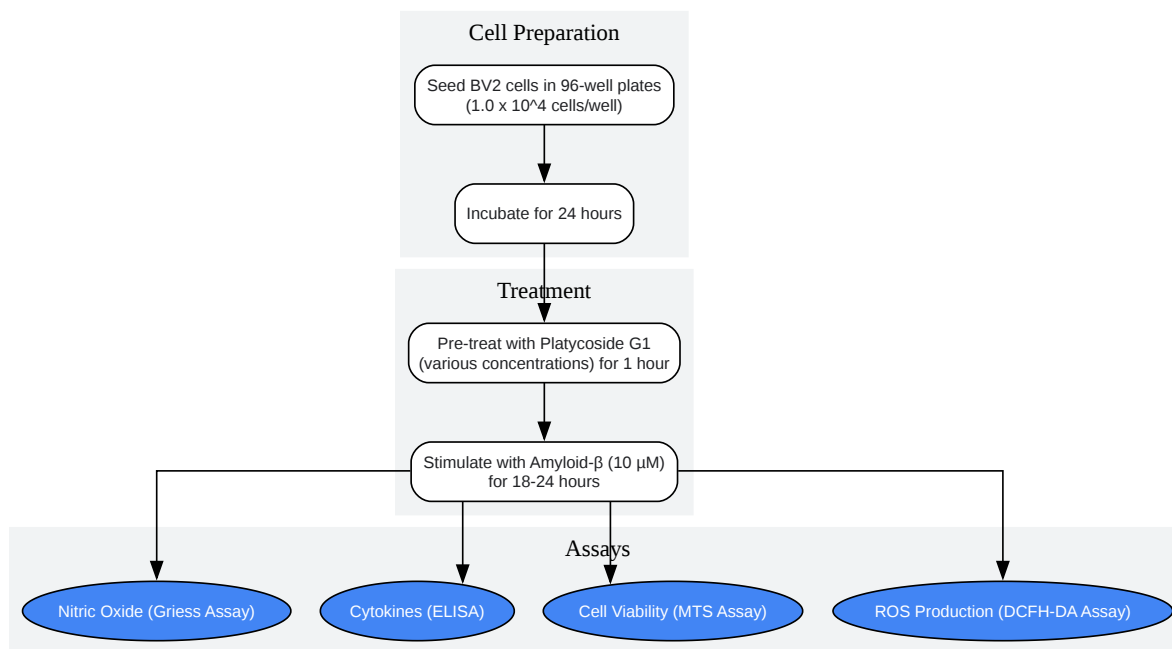 Cell Preparation
Seed BV2 cells in 96-well plates
(1.0 x 10^4 cells/well)
Incubate for 24 hours
Treatment
Pre-treat with Platycoside G1
(various concentrations) for 1 hour
Stimulate with Amyloid-β (10 µM)
for 18-24 hours
Assays
Nitric Oxide (Griess Assay)
Cytokines (ELISA)
Cell Viability (MTS Assay)
ROS Production (DCFH-DA Assay)